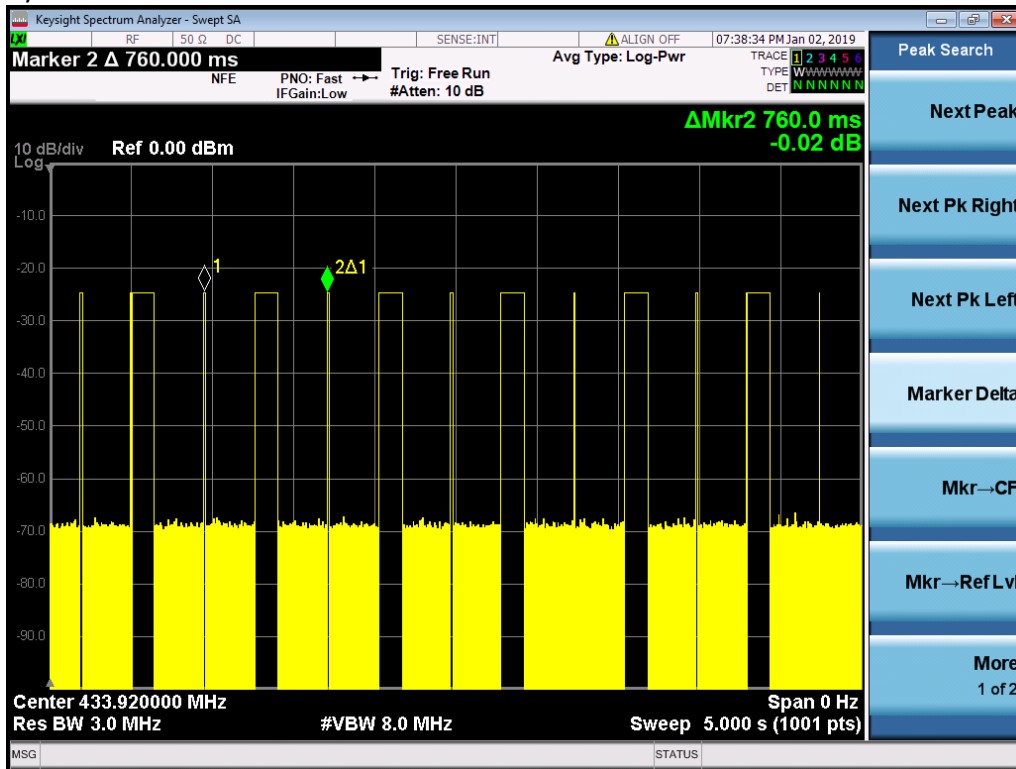 Keysight Spectrum Analyzer - Swept SA
LXI RF 50 Ω DC SENSE:INT ALIGN OFF 07:38:34 PM Jan 02, 2019
Marker 2 Δ 760.000 ms
NFE
PNO: Fast
IFGain:Low
Trig: Free Run
#Atten: 10 dB
Avg Type: Log-Pwr
TRACE 1 2 3 4 5 6
TYPE WWWWWW
DET N N N N N N
ΔMkr2 760.0 ms
-0.02 dB
10 dB/div Ref 0.00 dBm
Log
-10.0
-20.0
-30.0
-40.0
-50.0
-60.0
-70.0
-80.0
-90.0
1
2Δ1
Center 433.920000 MHz Span 0 Hz
Res BW 3.0 MHz #VBW 8.0 MHz Sweep 5.000 s (1001 pts)
MSG STATUS
Peak Search
Next Peak
Next Pk Right
Next Pk Left
Marker Delta
Mkr→CF
Mkr→Ref Lvl
More
1 of 2